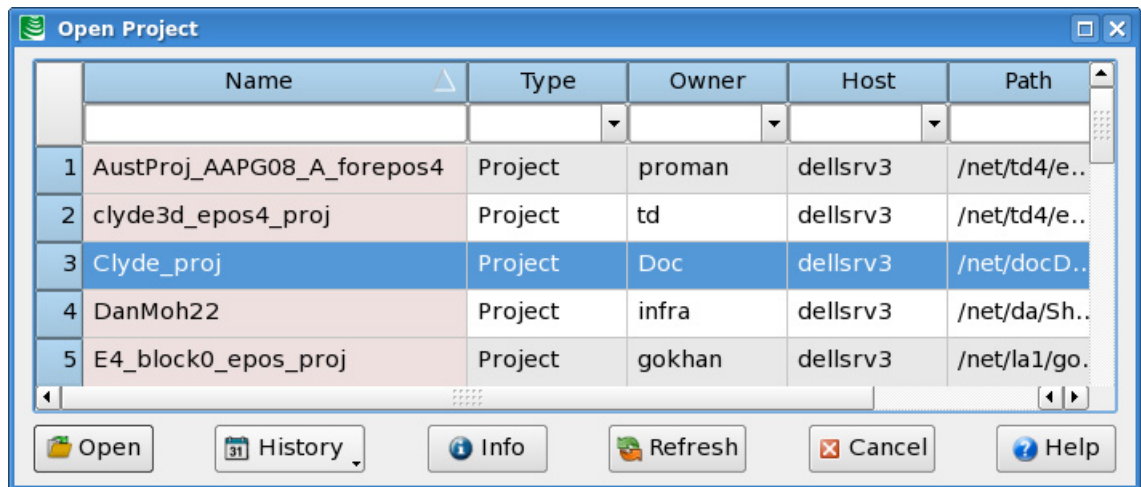 Open Project
Name Type Owner Host Path
1 AustProj_AAPG08_A_forepos4 Project proman dellsrv3 /net/td4/e..
2 clyde3d_epos4_proj Project td dellsrv3 /net/td4/e..
3 Clyde_proj Project Doc dellsrv3 /net/docD..
4 DanMoh22 Project infra dellsrv3 /net/da/Sh..
5 E4_block0_epos_proj Project gokhan dellsrv3 /net/la1/go.
Open 31 History Info Refresh Cancel Help